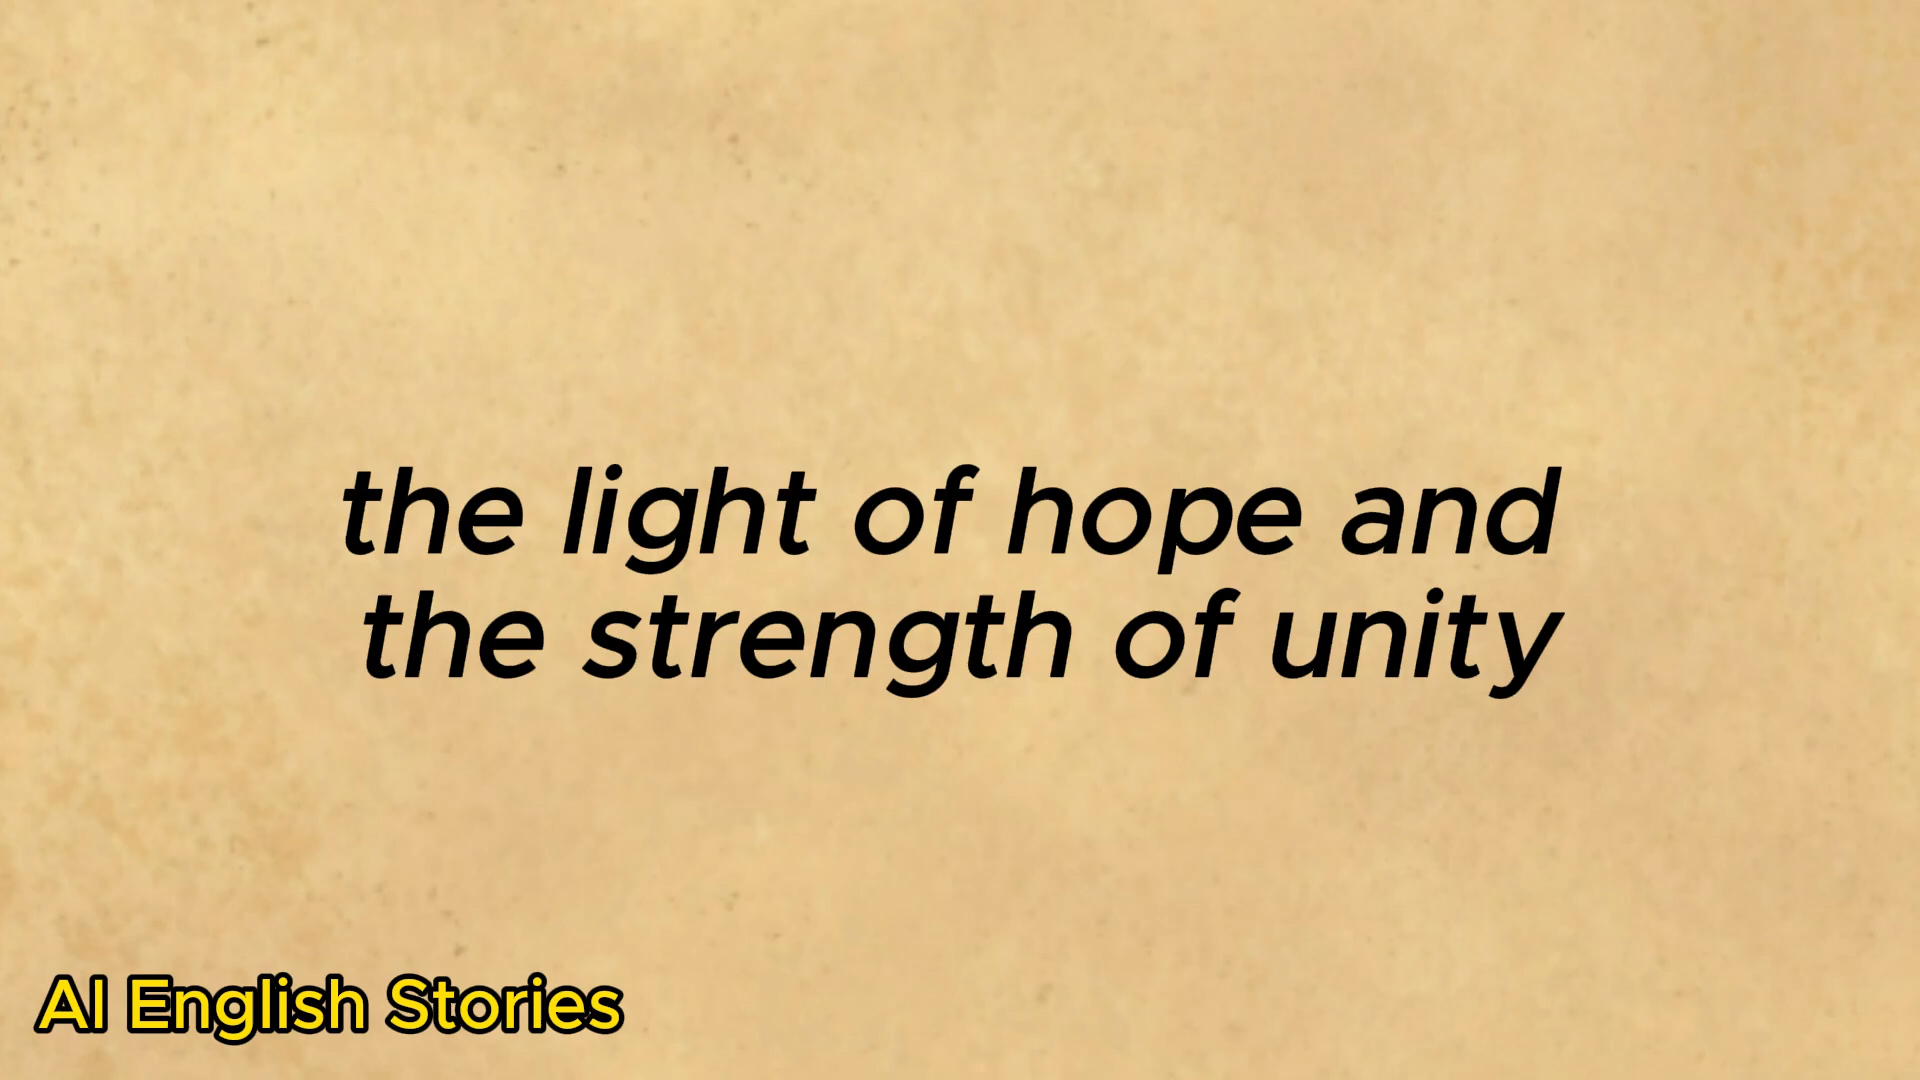 the light of hope and
the strength of unity
AI English Stories